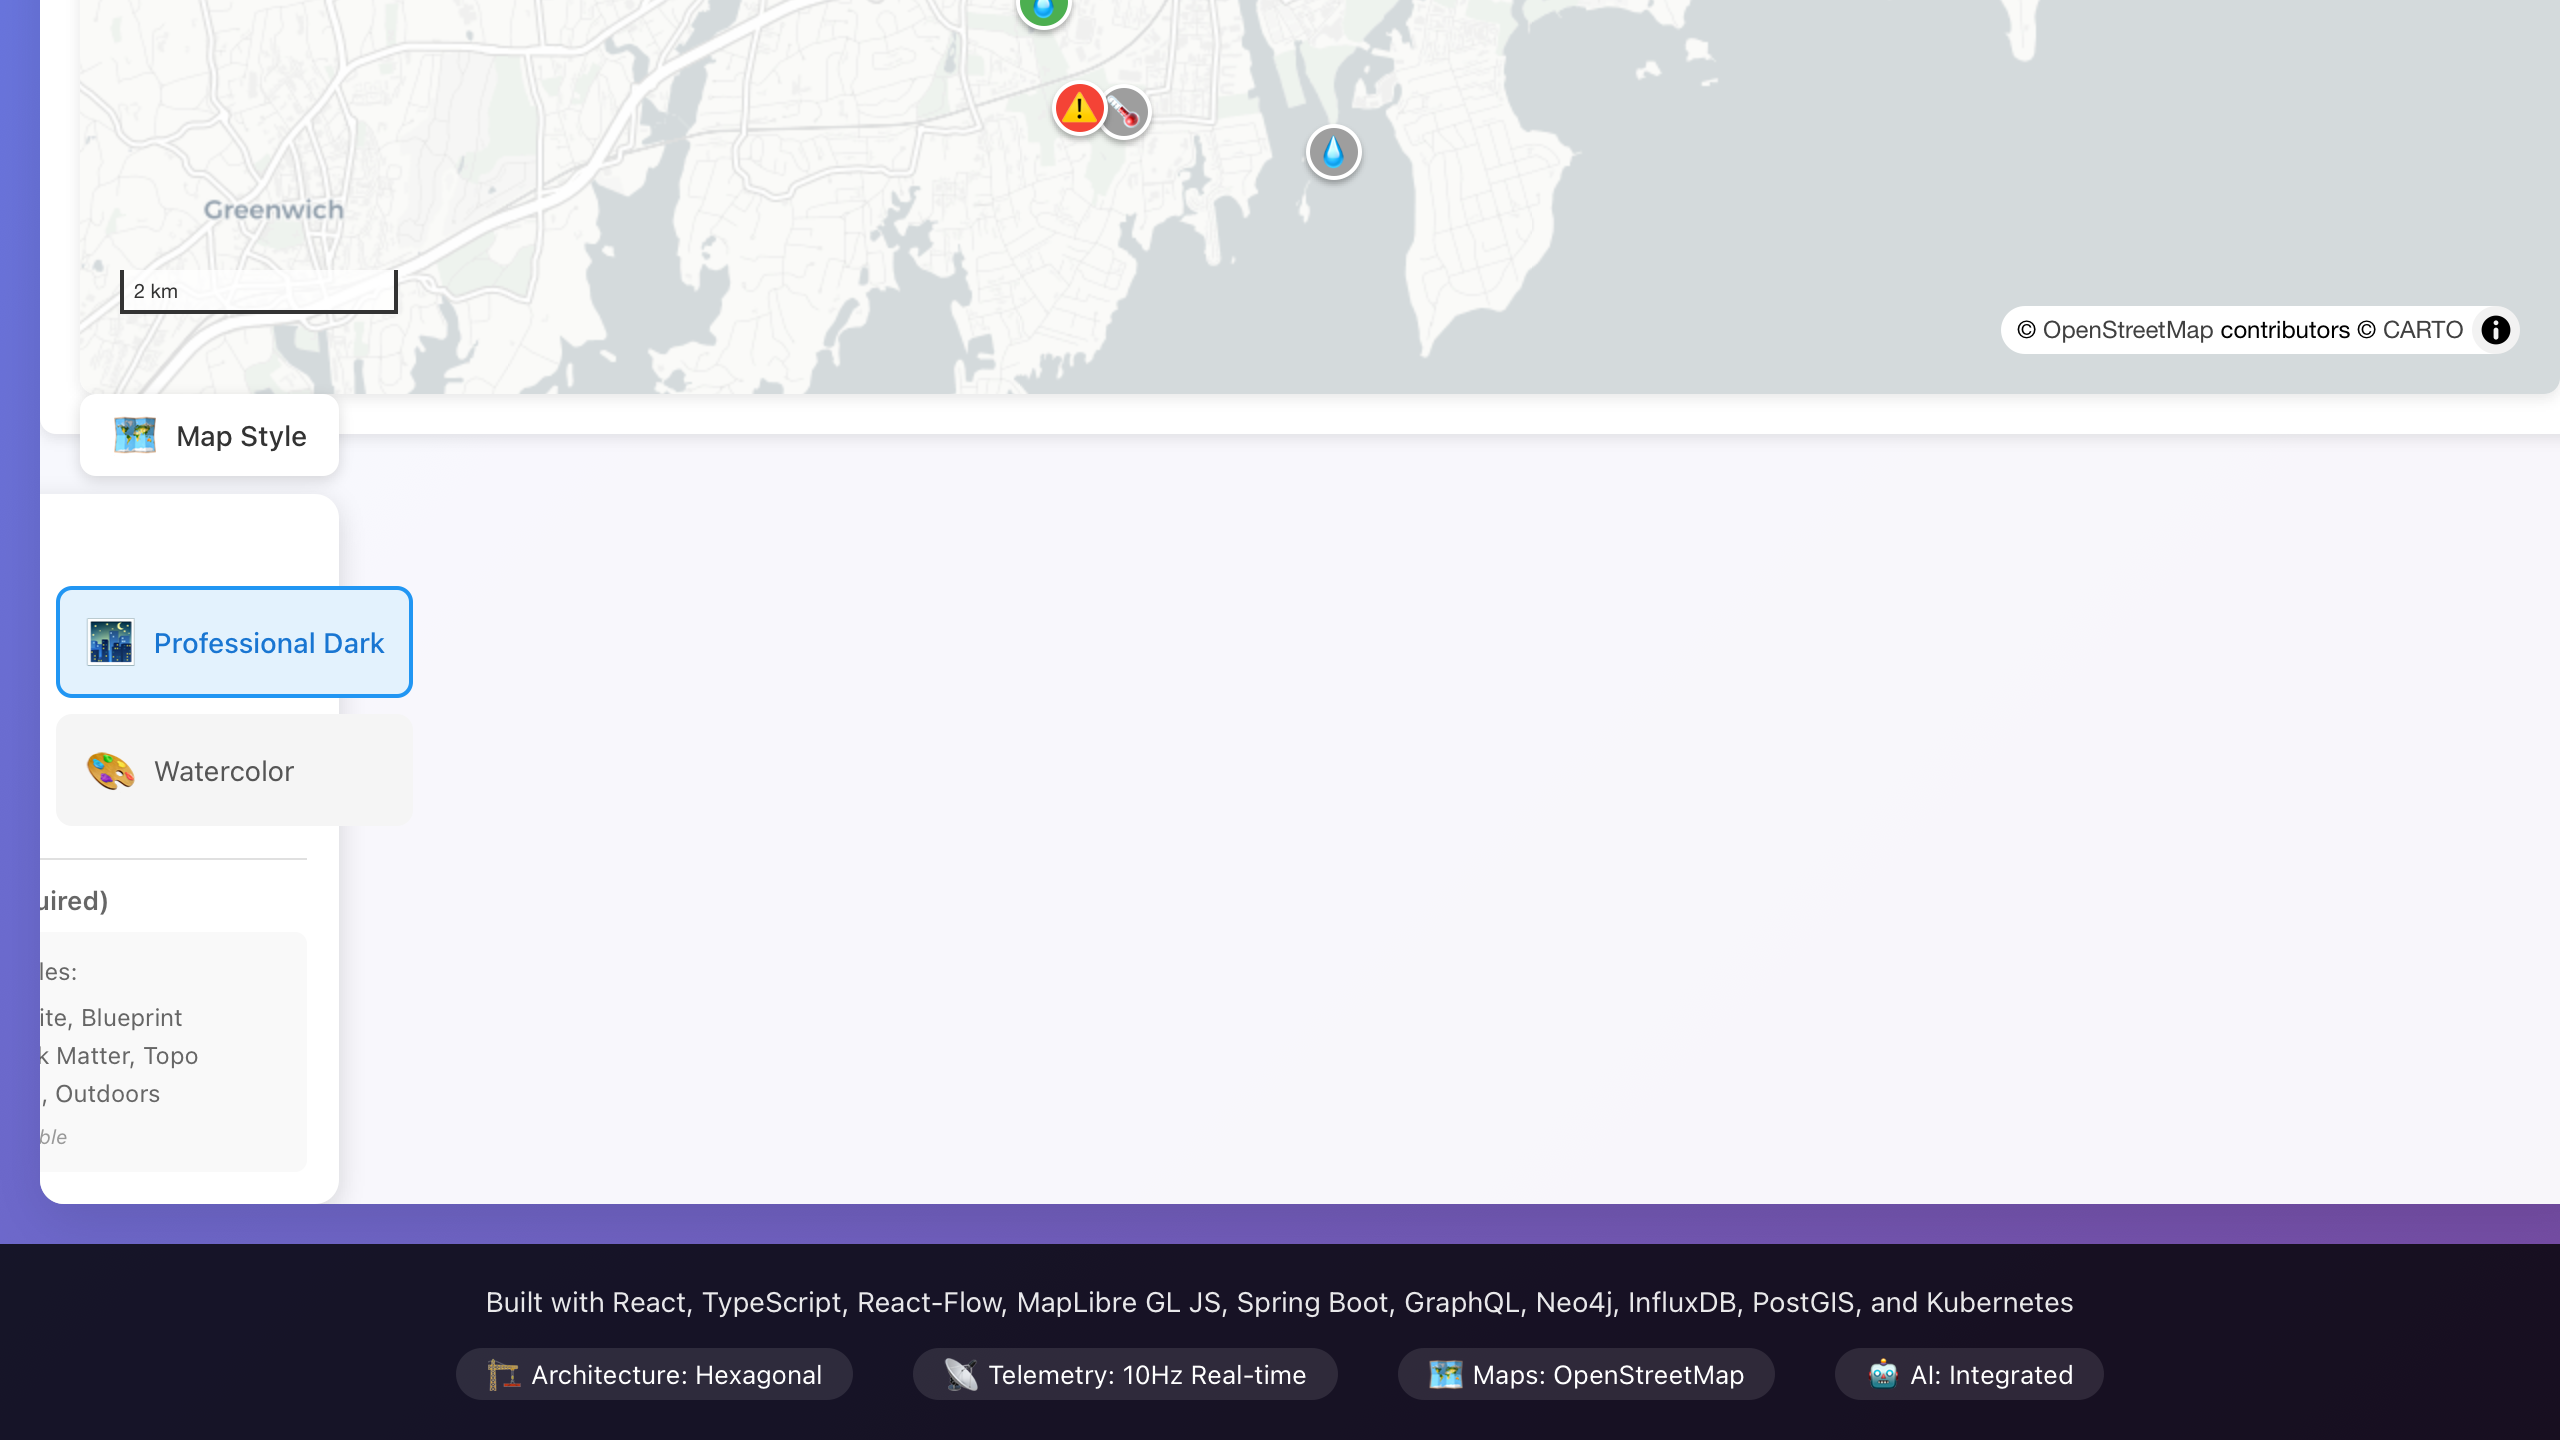 Greenwich
2 km
© OpenStreetMap contributors © CARTO
Map Style
Professional Dark
Watercolor
uired)
les:
ite, Blueprint
k Matter, Topo
, Outdoors
ble
Built with React, TypeScript, React-Flow, MapLibre GL JS, Spring Boot, GraphQL, Neo4j, InfluxDB, PostGIS, and Kubernetes
Architecture: Hexagonal
Telemetry: 10Hz Real-time
Maps: OpenStreetMap
AI: Integrated